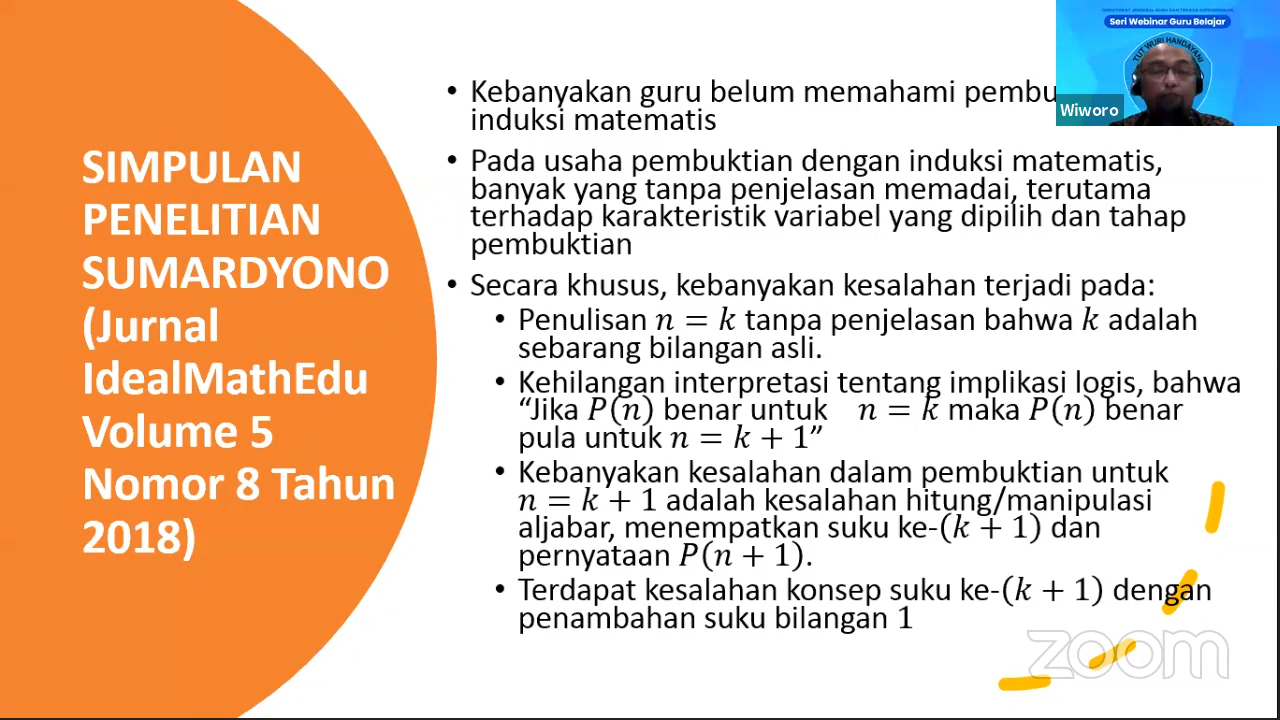 SIMPULAN
PENELITIAN
SUMARDYONO
(Jurnal
IdealMathEdu
Volume 5
Nomor 8 Tahun
2018)
• Kebanyakan guru belum memahami pembu
induksi matematis
• Pada usaha pembuktian dengan induksi matematis,
banyak yang tanpa penjelasan memadai, terutama
terhadap karakteristik variabel yang dipilih dan tahap
pembuktian
• Secara khusus, kebanyakan kesalahan terjadi pada:
• Penulisan n = k tanpa penjelasan bahwa k adalah
sebarang bilangan asli.
• Kehilangan interpretasi tentang implikasi logis, bahwa
“Jika P(n) benar untuk n = k maka P(n) benar
pula untuk n = k + 1”
• Kebanyakan kesalahan dalam pembuktian untuk
n = k + 1 adalah kesalahan hitung/manipulasi
aljabar, menempatkan suku ke-(k + 1) dan
pernyataan P(n + 1).
• Terdapat kesalahan konsep suku ke-(k + 1) dengan
penambahan suku bilangan 1
Seri Webinar Guru Belajar
TUT WURI HANDAYANI
Wiworo
zoom